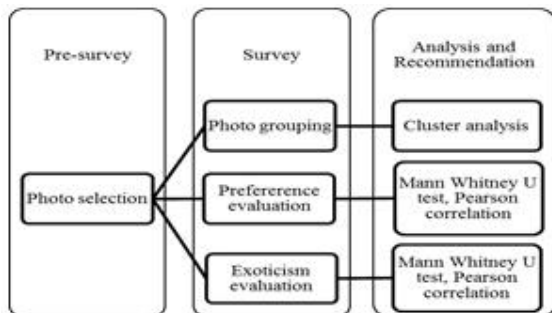 Pre-survey
Survey
Analysis and
Recommendation
Photo selection
Photo grouping
Cluster analysis
Prefererence
evaluation
Mann Whitney U
test, Pearson
correlation
Exoticism
evaluation
Mann Whitney U
test, Pearson
correlation